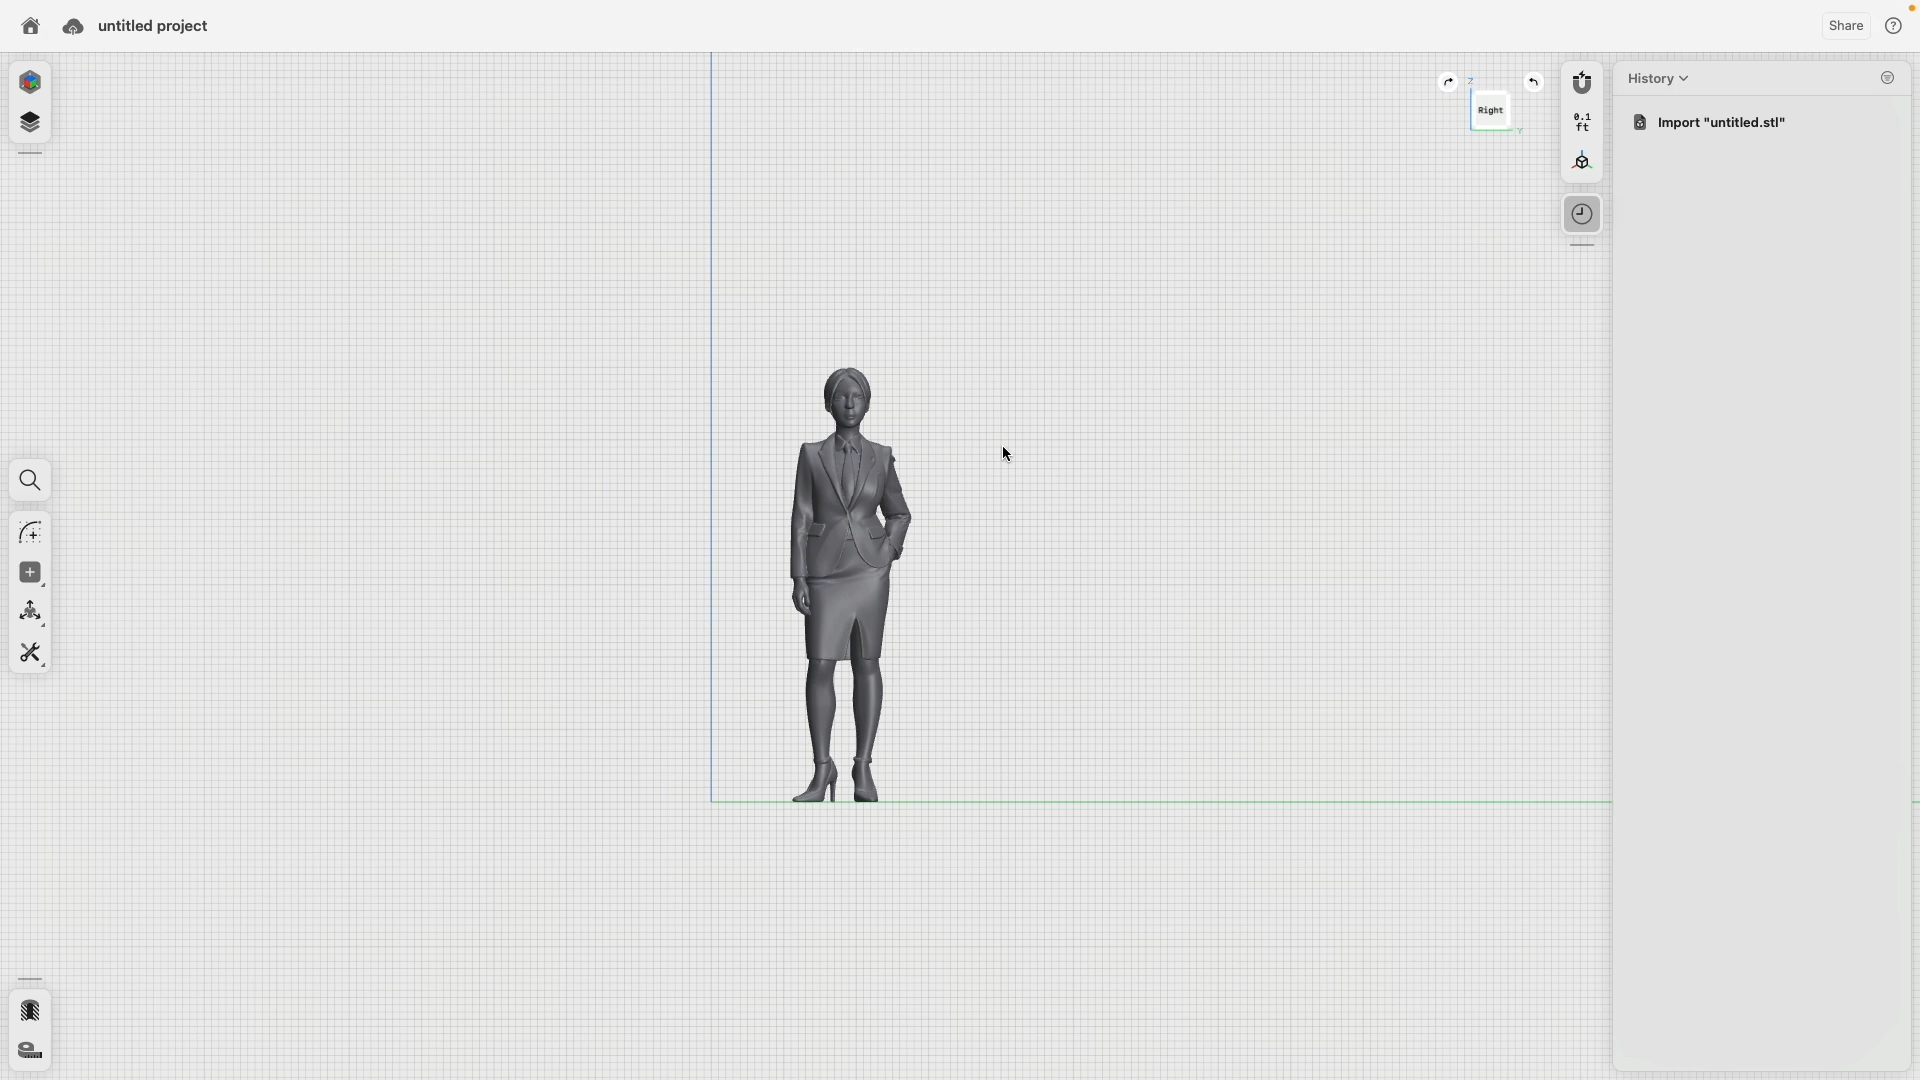 untitled project
Share
History
Z
Right
Y
0.1
ft
Import "untitled.stl"